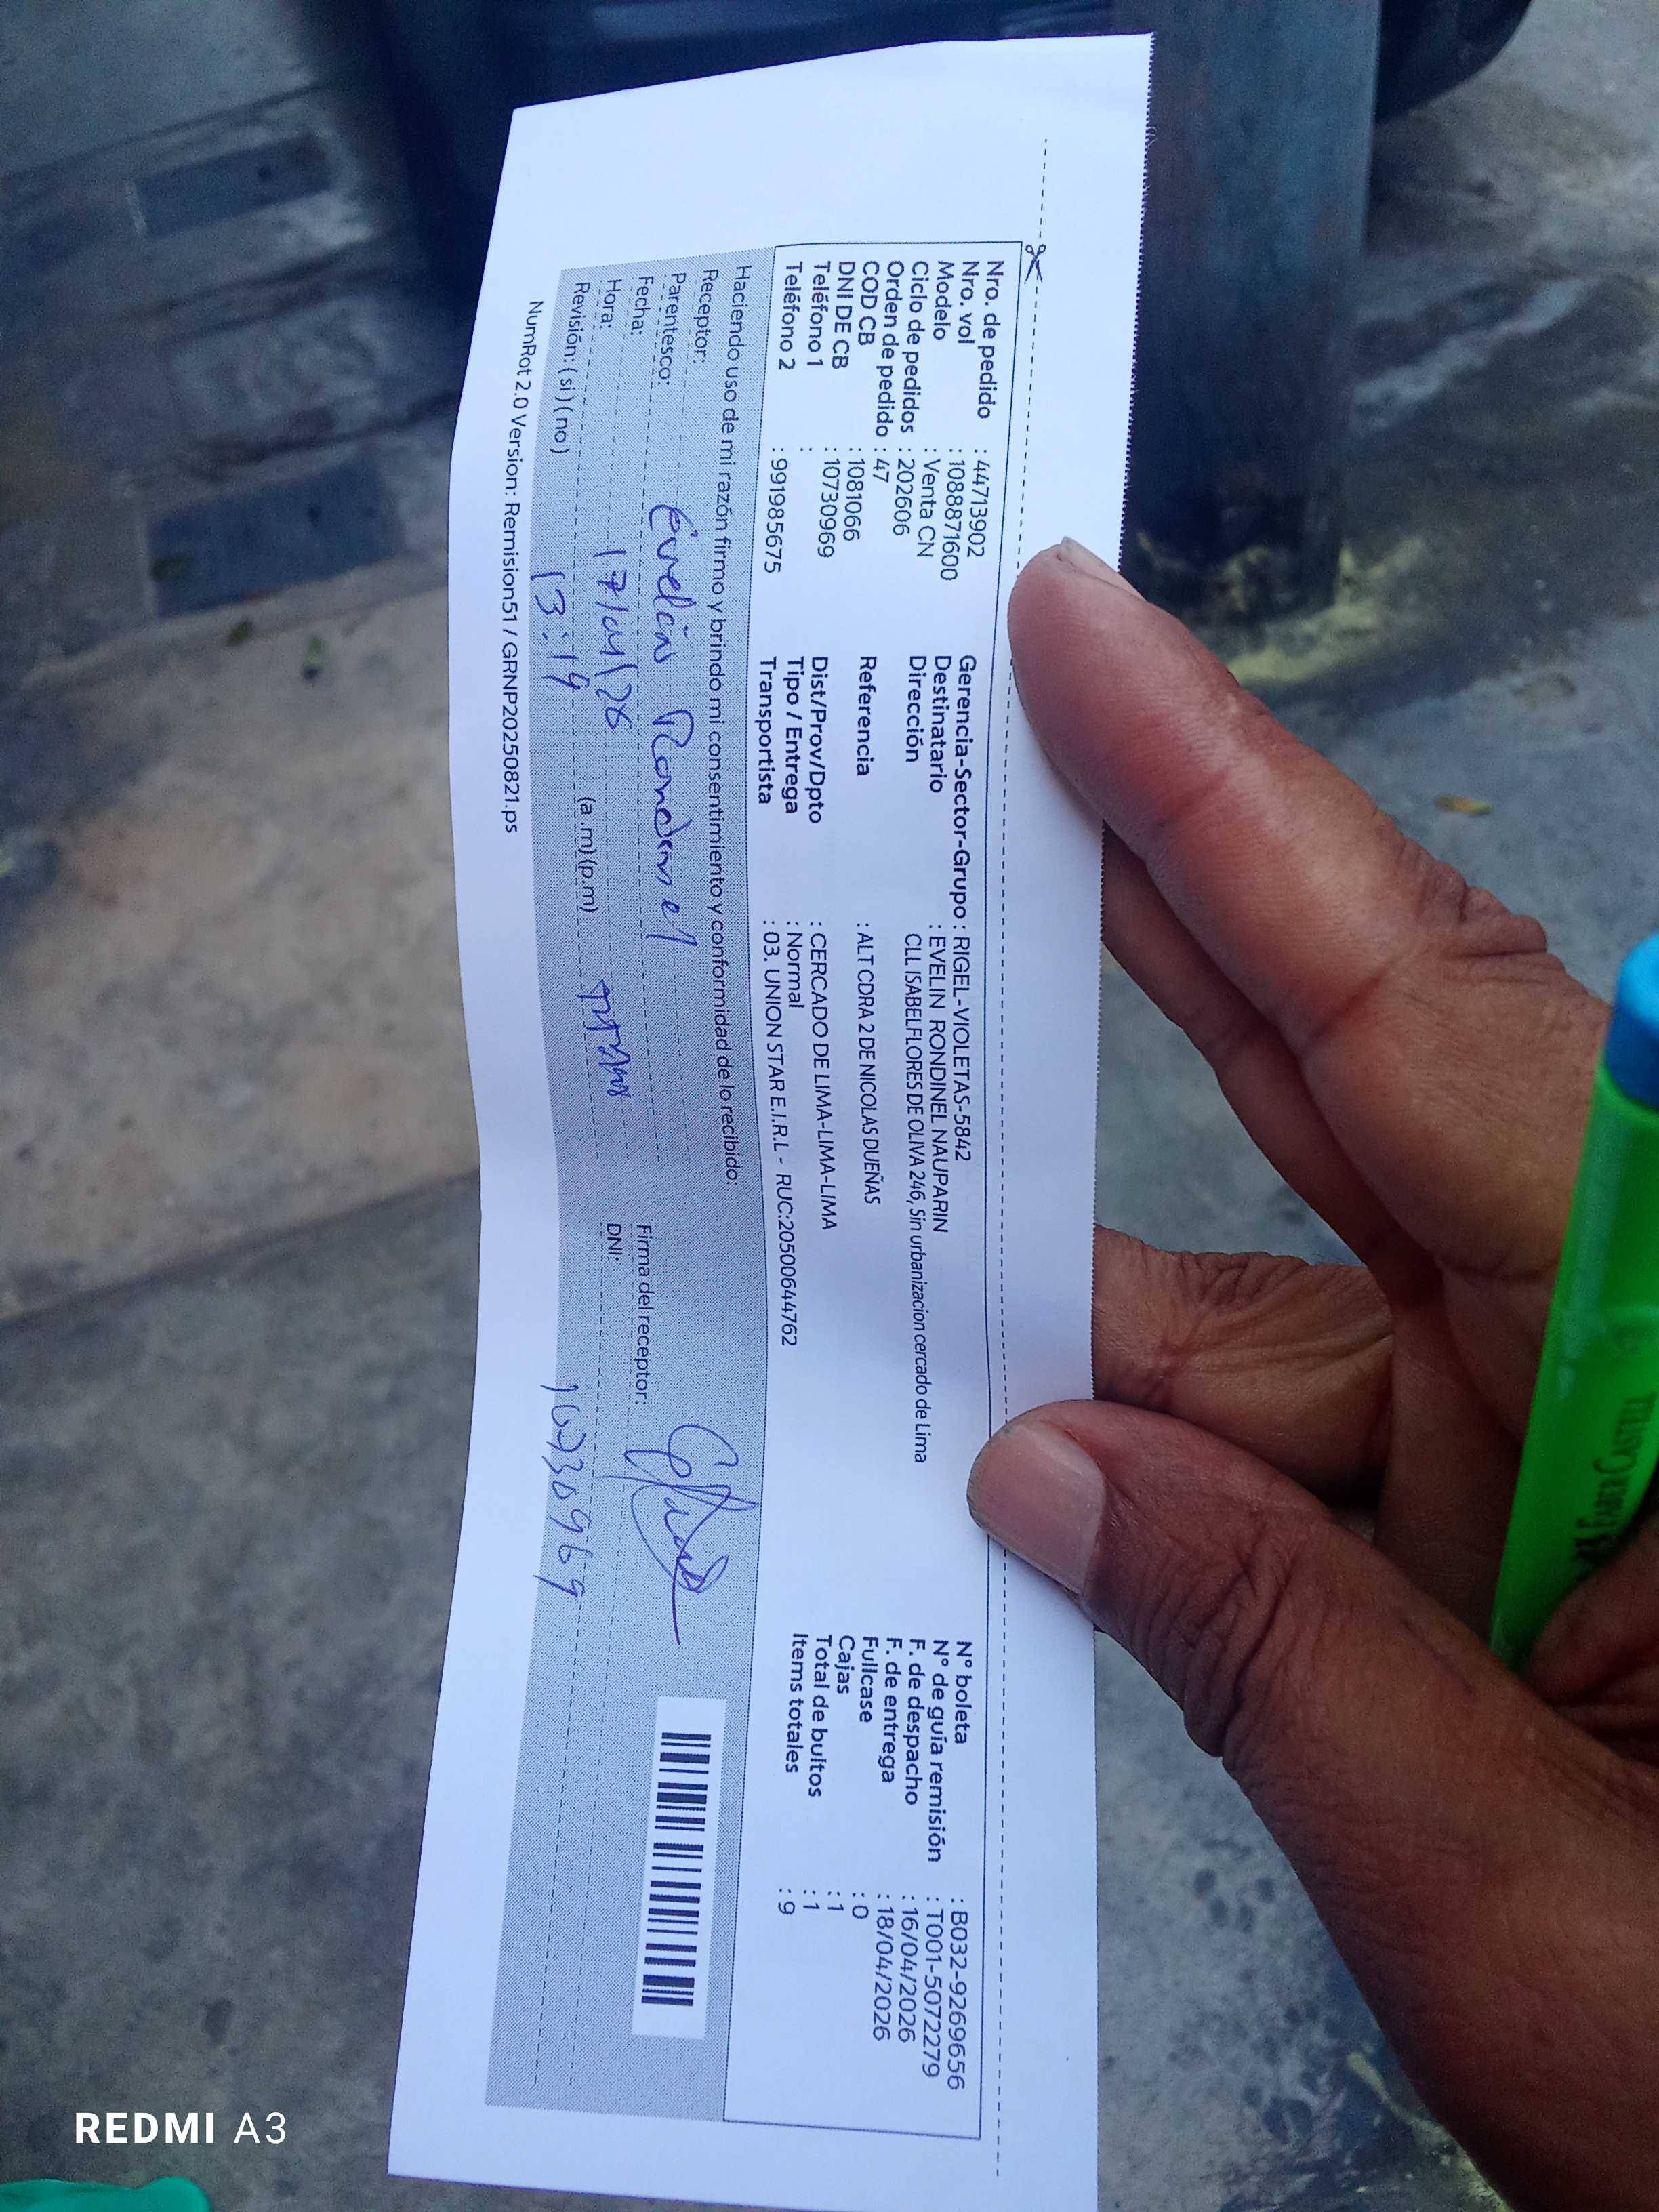 Nro. de pedido : 44713902
Nro. vol : 1088871600
Modelo : Venta CN
Ciclo de pedidos : 202606
Orden de pedido : 47
COD CB : 1081066
DNI DE CB : 10730969
Teléfono 1 :
Teléfono 2 : 991985675
Gerencia-Sector-Grupo : RIGEL-VIOLETAS-5842
Destinatario : EVELIN RONDINEL NAUPARIN
Dirección CLL ISABEL FLORES DE OLIVA 246, Sin urbanizacion cercado de Lima
Referencia : ALT CDRA 2 DE NICOLAS DUEÑAS
Dist/Prov/Dpto : CERCADO DE LIMA-LIMA-LIMA
Tipo / Entrega : Normal
Transportista : 03. UNION STAR E.I.R.L - RUC:20500644762
N° boleta : B032-9269656
N° de guía remisión : T001-5072279
F. de despacho : 16/04/2026
F. de entrega : 18/04/2026
Fullcase : 0
Cajas : 1
Total de bultos : 1
Items totales : 9
Haciendo uso de mi razón firmo y brindo mi consentimiento y conformidad de lo recibido:
Receptor:
Parentesco: Evelin Rondinel
Fecha: 17/04/26
Hora: 13:19 (a .m) (p.m)
Revisión: ( si ) ( no )
Firma del receptor:
DNI: 10730969
NumRot 2.0 Version: Remision51 / GRNP20250821.ps
REDMI A3